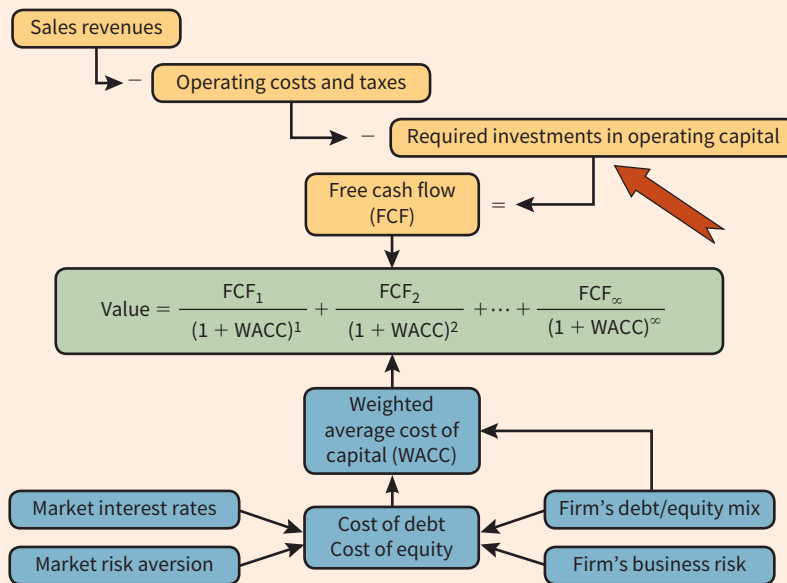 Sales revenues
− Operating costs and taxes
− Required investments in operating capital
Free cash flow
(FCF)
=
Value = FCF₁ / (1 + WACC)¹ + FCF₂ / (1 + WACC)² + ⋯ + FCF∞ / (1 + WACC)^∞
Weighted
average cost of
capital (WACC)
Market interest rates
Cost of debt
Cost of equity
Firm’s debt/equity mix
Market risk aversion
Firm’s business risk